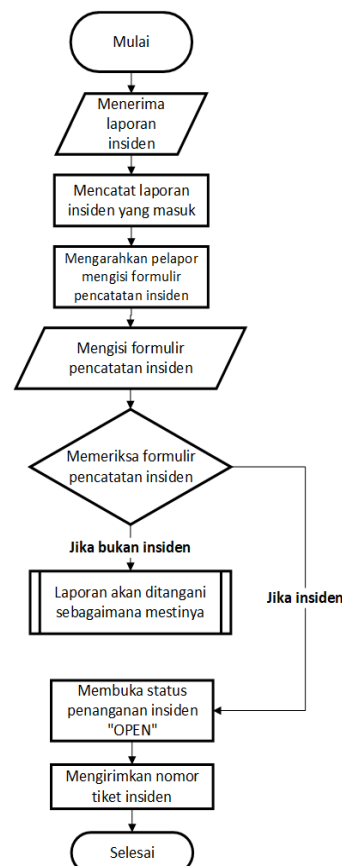 Mulai
Menerima
laporan
insiden
Mencatat laporan
insiden yang masuk
Mengarahkan pelapor
mengisi formulir
pencatatan insiden
Mengisi formulir
pencatatan insiden
Memeriksa formulir
pencatatan insiden
Jika bukan insiden
Laporan akan ditangani
sebagaimana mestinya
Jika insiden
Membuka status
penanganan insiden
"OPEN"
Mengirimkan nomor
tiket insiden
Selesai